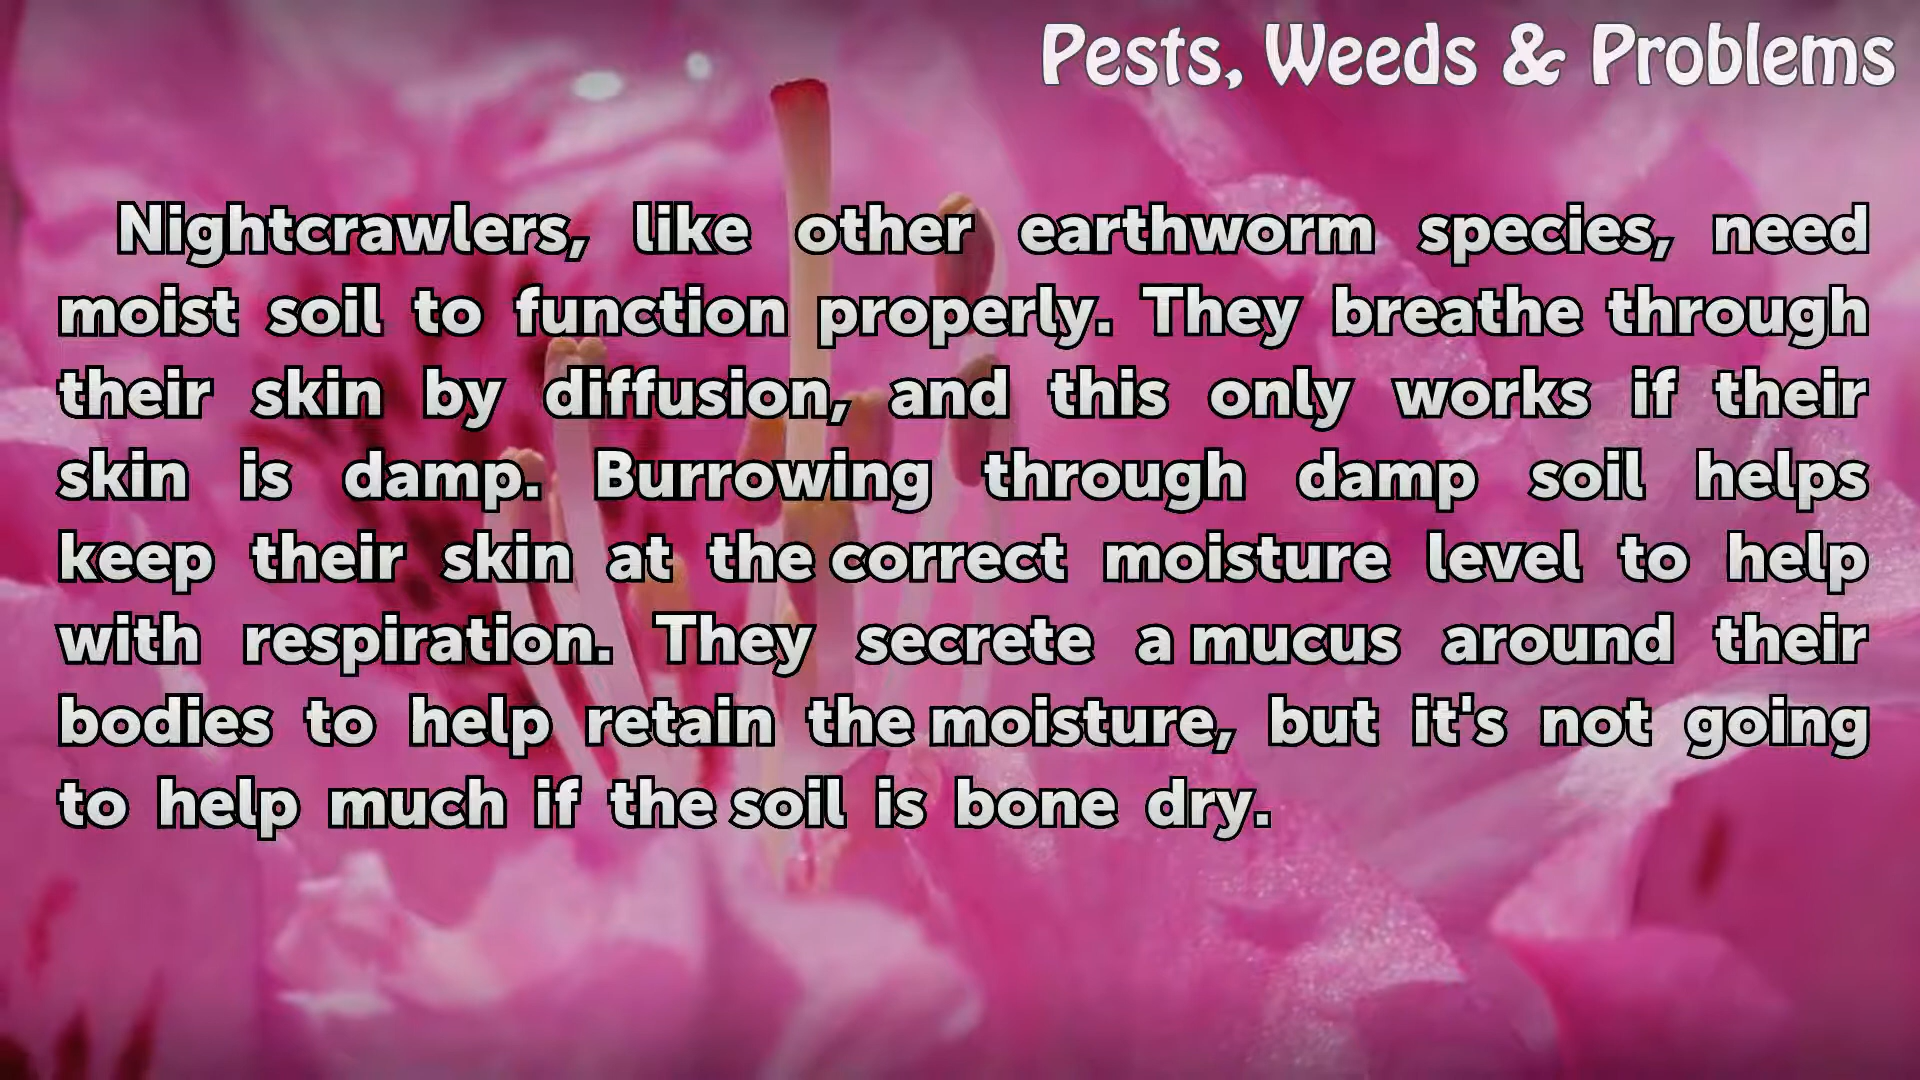 Pests, Weeds & Problems
Nightcrawlers, like other earthworm species, need
moist soil to function properly. They breathe through
their skin by diffusion, and this only works if their
skin is damp. Burrowing through damp soil helps
keep their skin at the correct moisture level to help
with respiration. They secrete a mucus around their
bodies to help retain the moisture, but it's not going
to help much if the soil is bone dry.